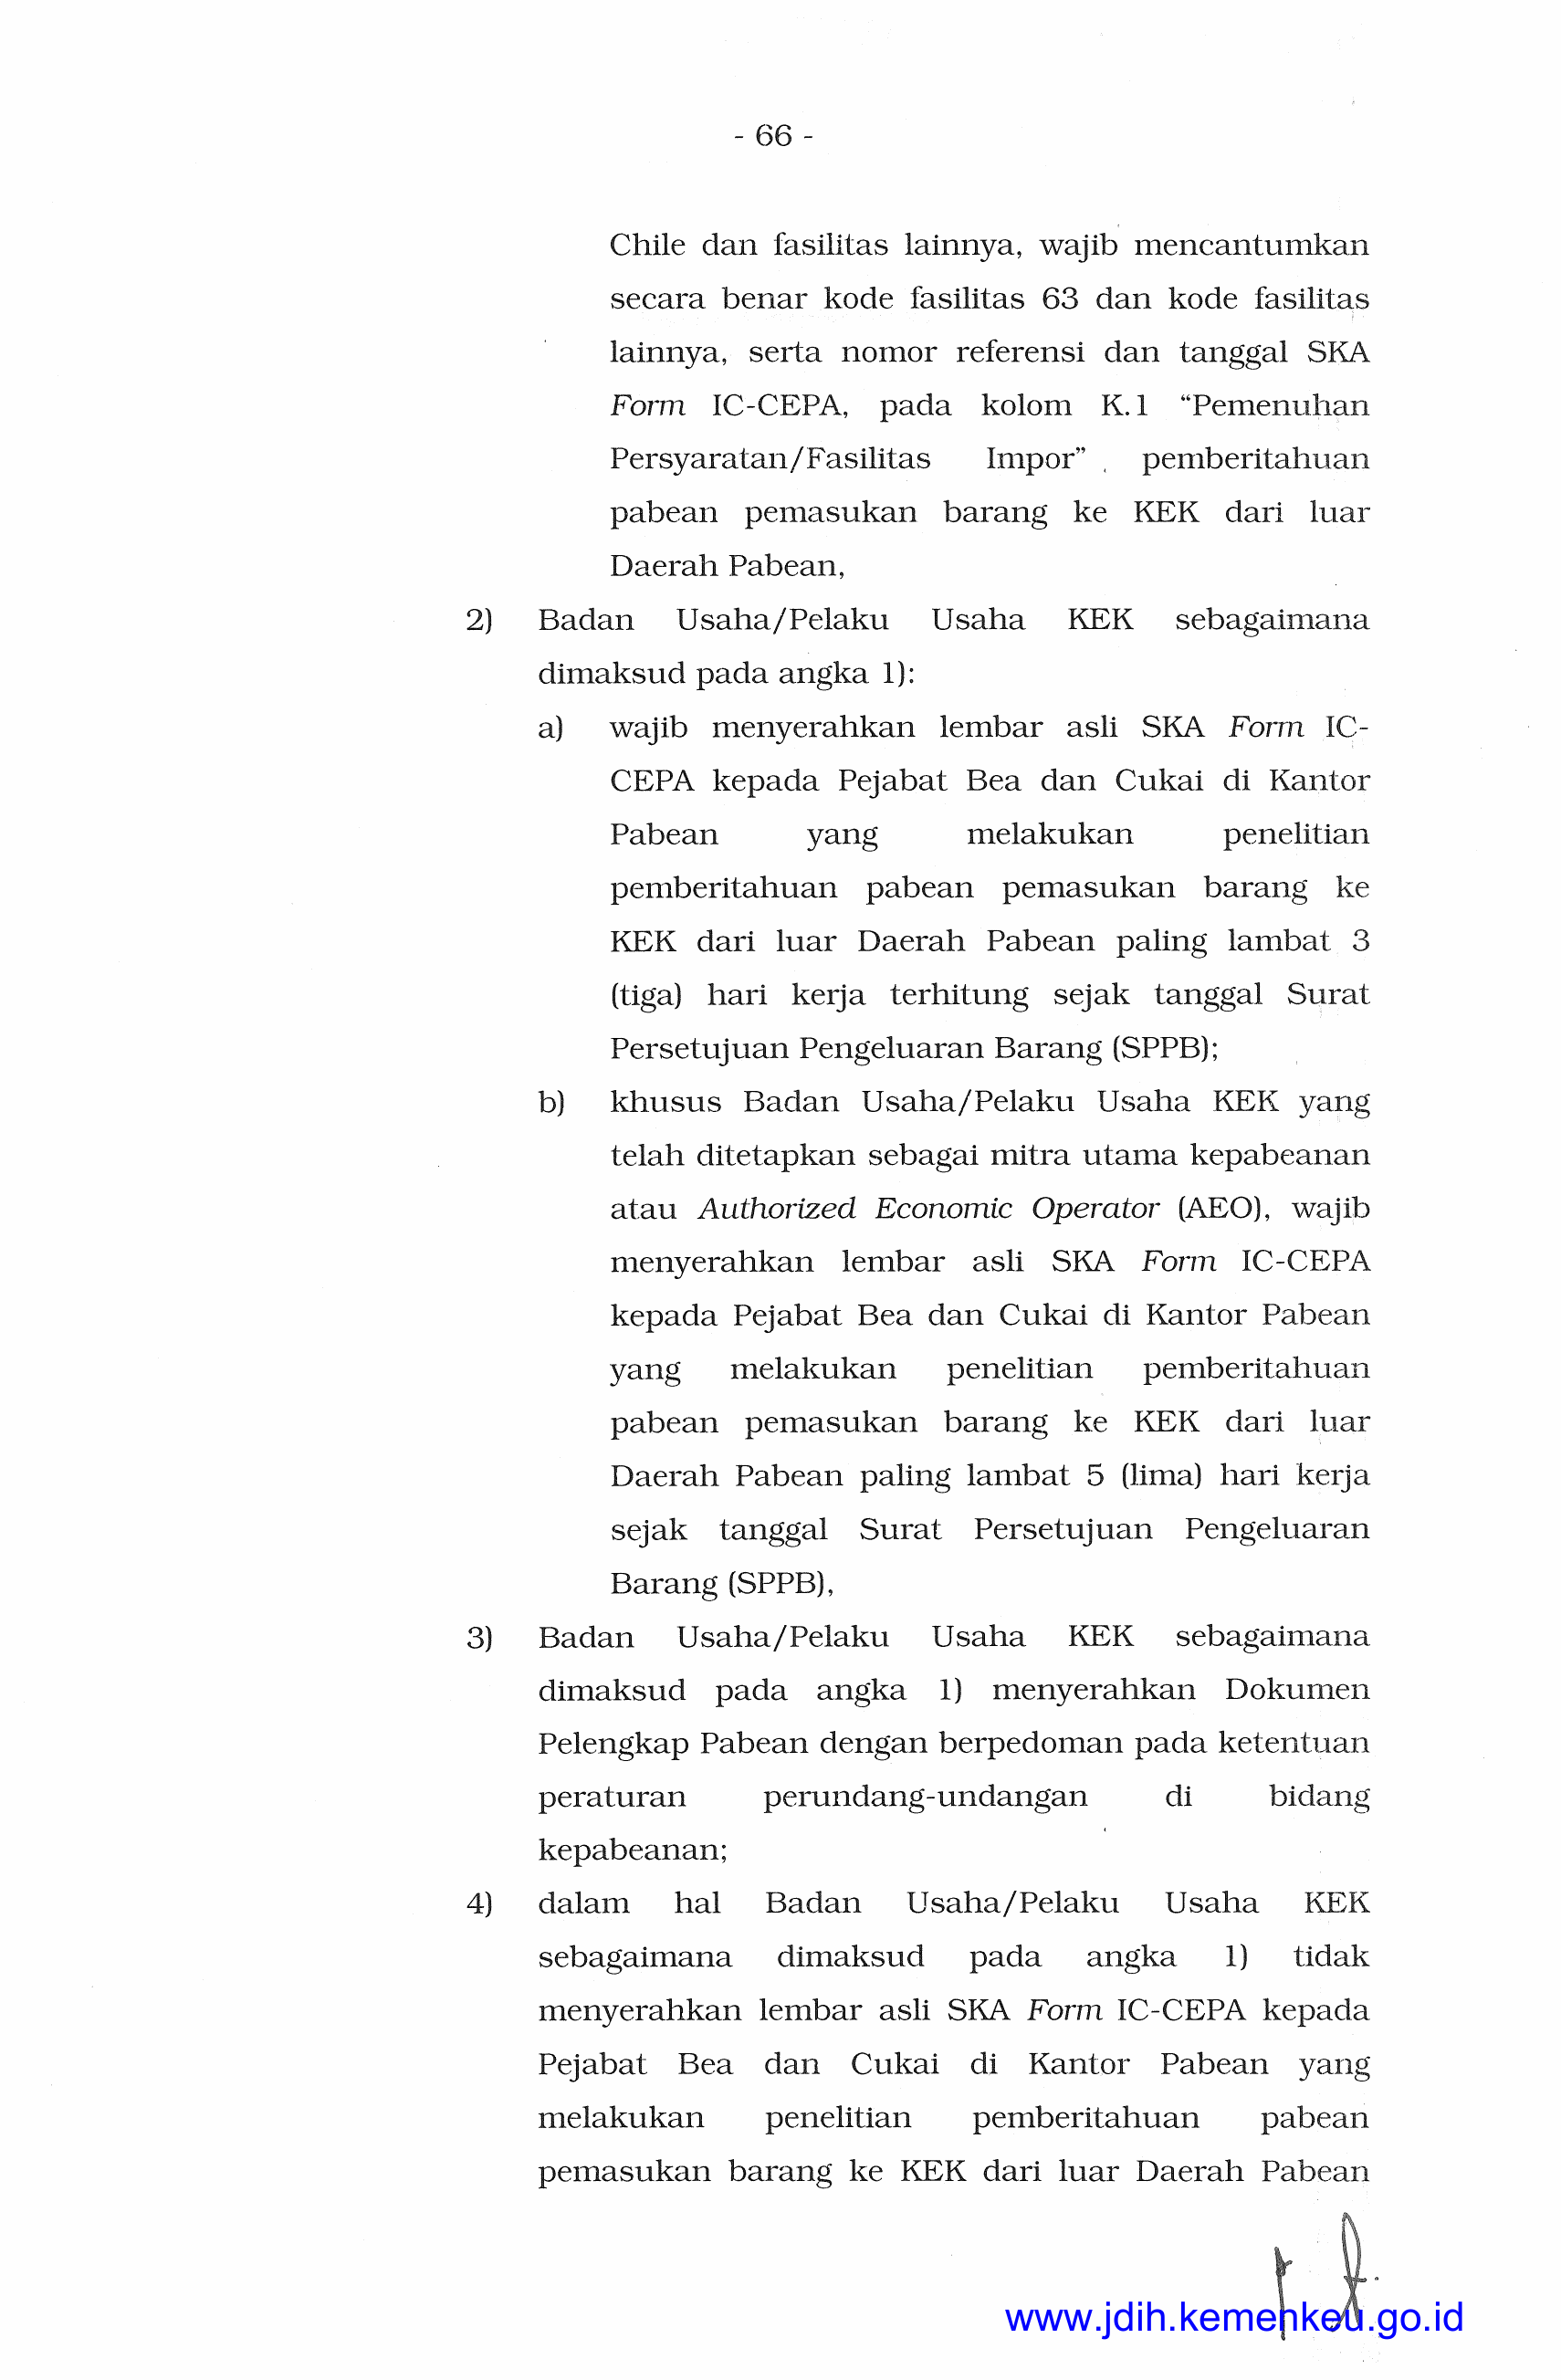 - 66 -
Chile dan fasilitas lainnya, wajib mencantumkan
secara benar kode fasilitas 63 dan kode fasilitas
lainnya, serta nomor referensi dan tanggal SKA
Form IC-CEPA, pada kolom K.1 “Pemenuhan
Persyaratan/Fasilitas Impor” pemberitahuan
pabean pemasukan barang ke KEK dari luar
Daerah Pabean,
2) Badan Usaha/Pelaku Usaha KEK sebagaimana
dimaksud pada angka 1):
a) wajib menyerahkan lembar asli SKA Form IC-
CEPA kepada Pejabat Bea dan Cukai di Kantor
Pabean yang melakukan penelitian
pemberitahuan pabean pemasukan barang ke
KEK dari luar Daerah Pabean paling lambat 3
(tiga) hari kerja terhitung sejak tanggal Surat
Persetujuan Pengeluaran Barang (SPPB);
b) khusus Badan Usaha/Pelaku Usaha KEK yang
telah ditetapkan sebagai mitra utama kepabeanan
atau Authorized Economic Operator (AEO), wajib
menyerahkan lembar asli SKA Form IC-CEPA
kepada Pejabat Bea dan Cukai di Kantor Pabean
yang melakukan penelitian pemberitahuan
pabean pemasukan barang ke KEK dari luar
Daerah Pabean paling lambat 5 (lima) hari kerja
sejak tanggal Surat Persetujuan Pengeluaran
Barang (SPPB),
3) Badan Usaha/Pelaku Usaha KEK sebagaimana
dimaksud pada angka 1) menyerahkan Dokumen
Pelengkap Pabean dengan berpedoman pada ketentuan
peraturan perundang-undangan di bidang
kepabeanan;
4) dalam hal Badan Usaha/Pelaku Usaha KEK
sebagaimana dimaksud pada angka 1) tidak
menyerahkan lembar asli SKA Form IC-CEPA kepada
Pejabat Bea dan Cukai di Kantor Pabean yang
melakukan penelitian pemberitahuan pabean
pemasukan barang ke KEK dari luar Daerah Pabean
www.jdih.kemenkeu.go.id